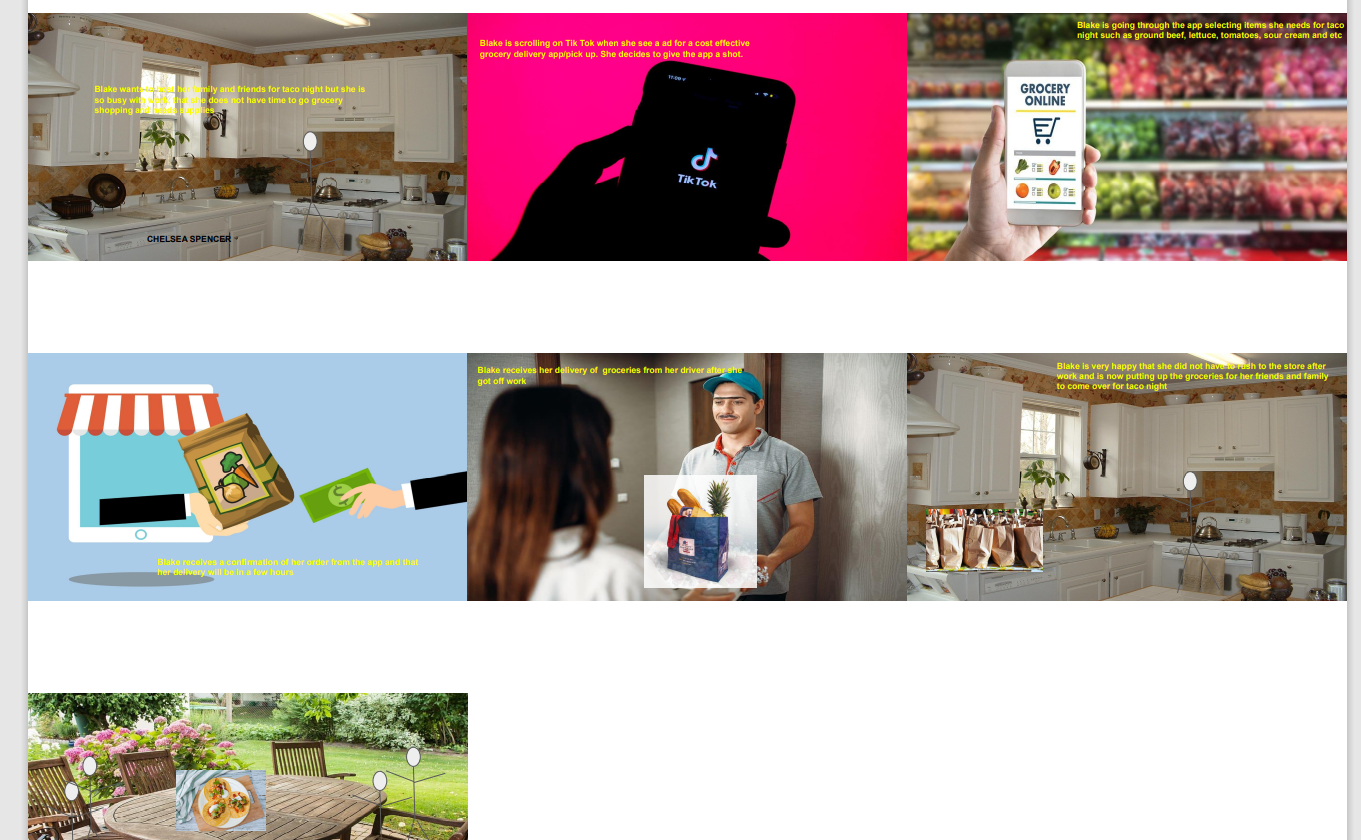 Blake wants to host her family and friends for taco night but she is
so busy with work that she does not have time to go grocery
shopping and
CHELSEA SPENCER
Blake is scrolling on Tik Tok when she see a ad for a cost effective
grocery delivery app/pick up. She decides to give the app a shot.
TikTok
Blake is going through the app selecting items she needs for taco
night such as ground beef, lettuce, tomatoes, sour cream and etc
GROCERY
ONLINE
Blake receives a confirmation of her order from the app and that
her delivery will be in a few hours
Blake receives her delivery of groceries from her driver after she
got off work
Blake is very happy that she did not have to rush to the store after
work and is now putting up the groceries for her friends and family
to come over for taco night